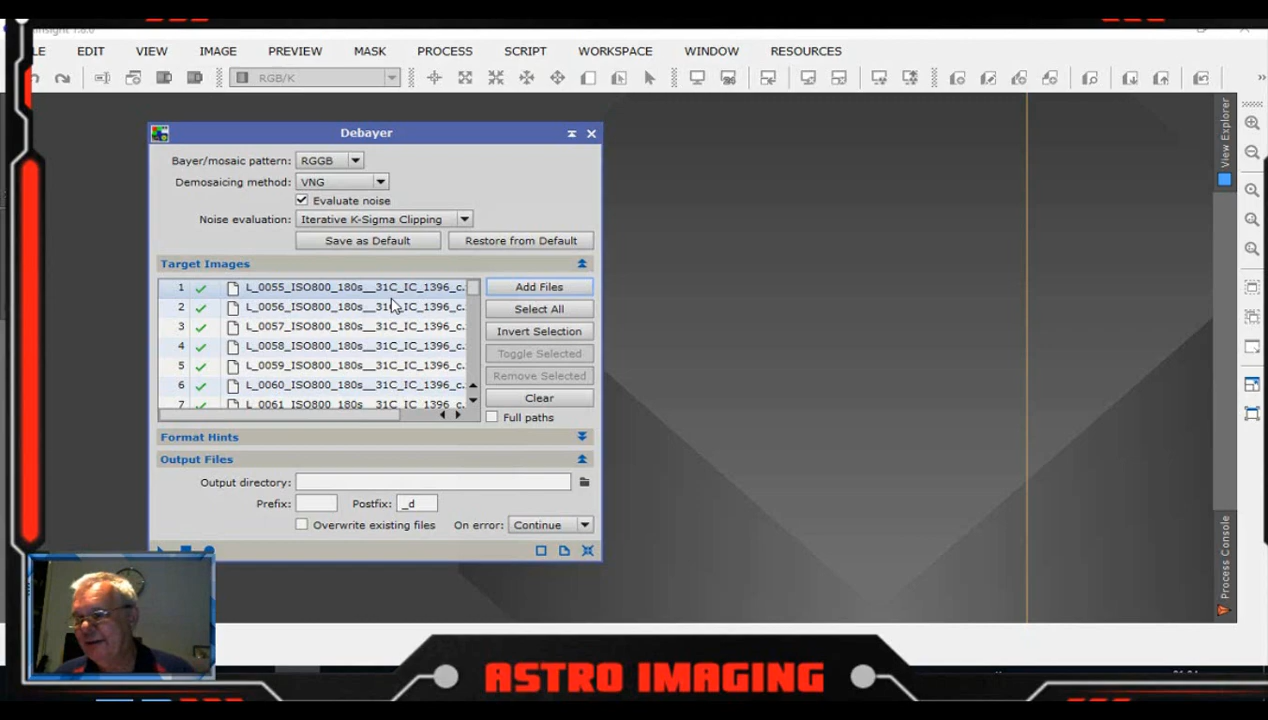 EDIT VIEW IMAGE PREVIEW MASK PROCESS SCRIPT WORKSPACE WINDOW RESOURCES
RGB/K
Debayer
Bayer/mosaic pattern: RGGB
Demosaicing method: VNG
Evaluate noise
Noise evaluation: Iterative K-Sigma Clipping
Save as Default Restore from Default
Target Images
1 L_0055_ISO800_180s__31C_IC_1396_c. Add Files
2 L_0056_ISO800_180s__31C_IC_1396_c. Select All
3 L_0057_ISO800_180s__31C_IC_1396_c. Invert Selection
4 L_0058_ISO800_180s__31C_IC_1396_c. Toggle Selected
5 L_0059_ISO800_180s__31C_IC_1396_c. Remove Selected
6 L_0060_ISO800_180s__31C_IC_1396_c. Clear
7 L_0061_ISO800_180s__31C_IC_1396_c.
Full paths
Format Hints
Output Files
Output directory:
Prefix: Postfix: _d
Overwrite existing files On error: Continue
View Explorer
Process Console
ASTRO IMAGING